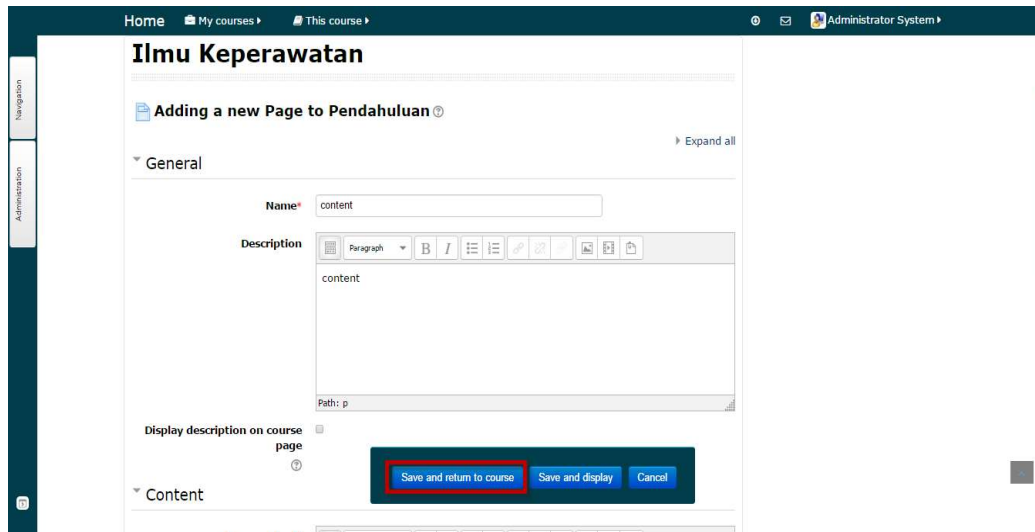 Home My courses This course Administrator System
Ilmu Keperawatan
Navigation
Adding a new Page to Pendahuluan
Expand all
General
Administration
Name* content
Description Paragraph B I
content
Path: p
Display description on course
page
Save and return to course Save and display Cancel
Content